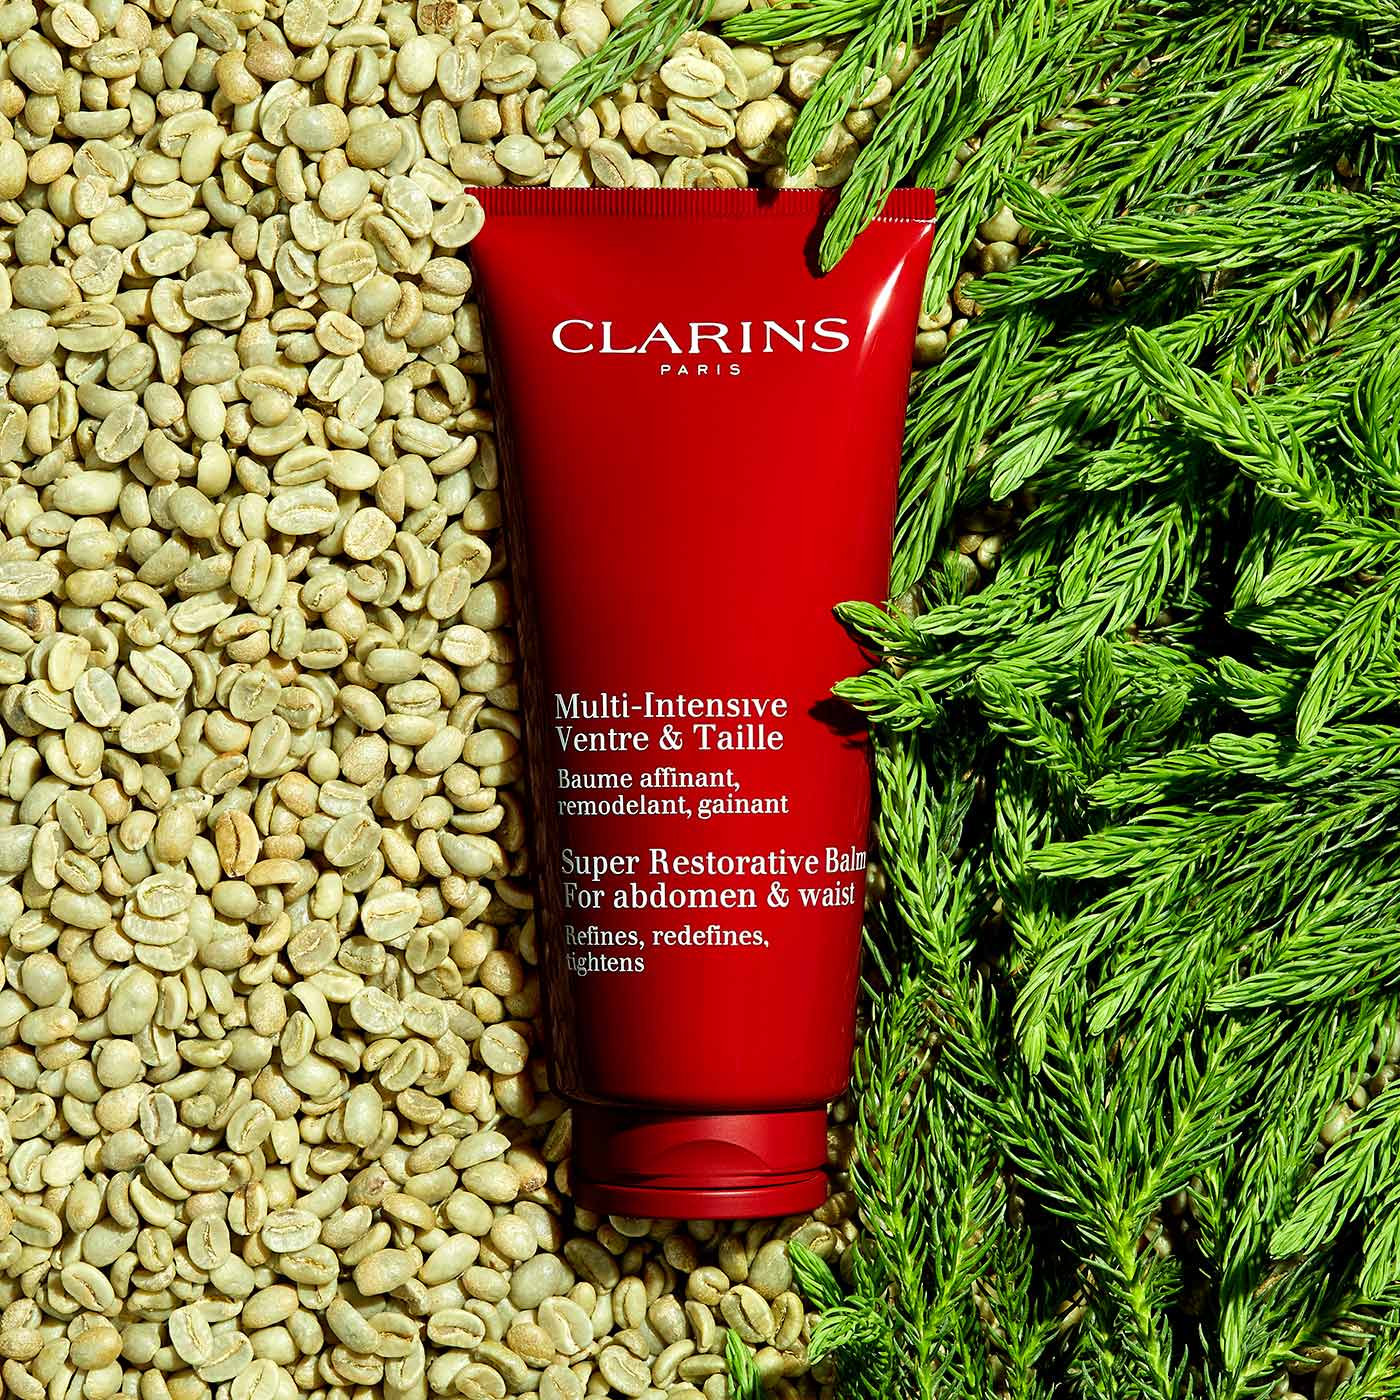 CLARINS
PARIS
Multi-Intensive
Ventre & Taille
Baume affinant,
remodelant, gainant
Super Restorative Balm
For abdomen & waist
Refines, redefines,
tightens